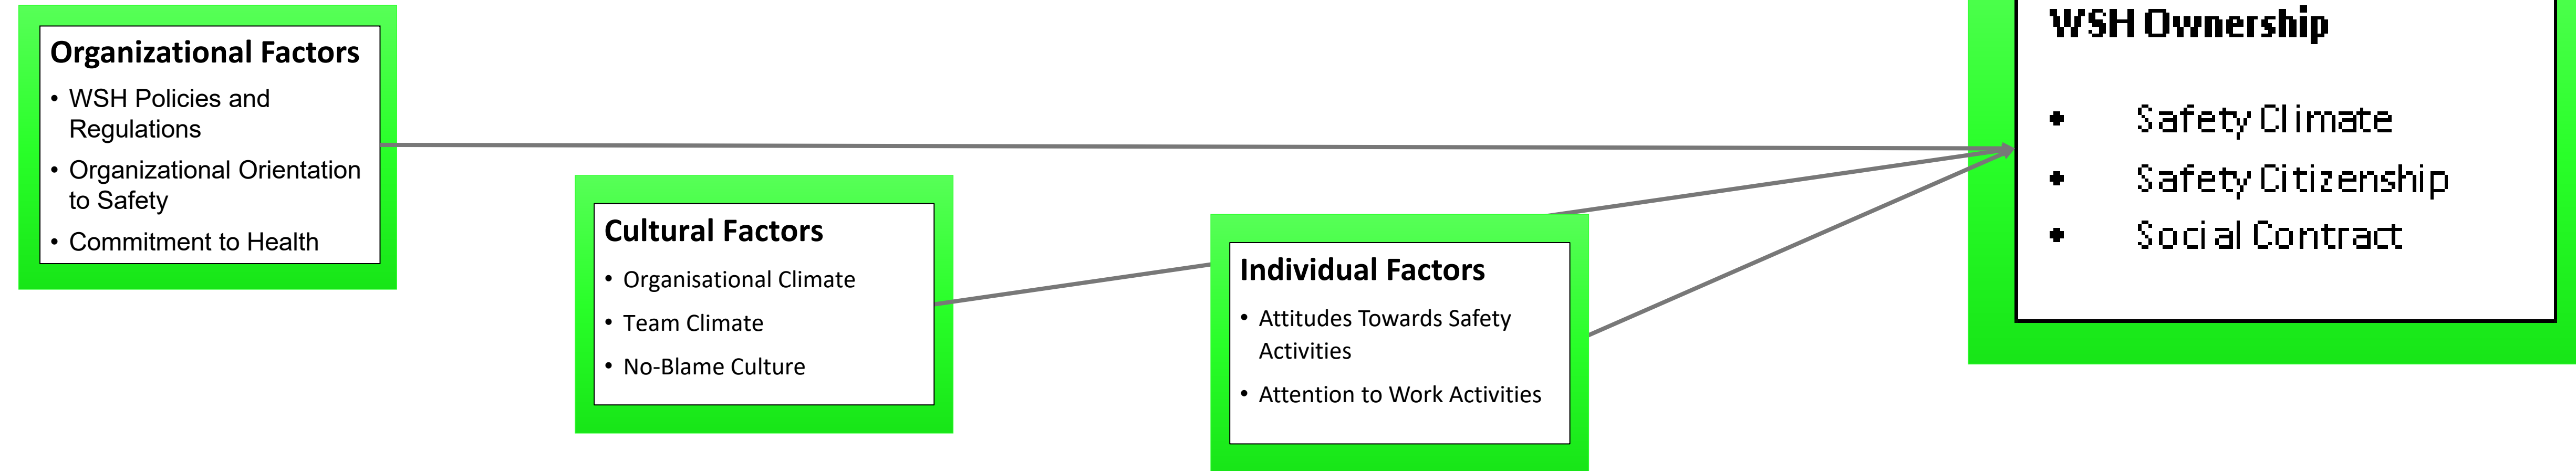 Organizational Factors
• WSH Policies and
Regulations
• Organizational Orientation
to Safety
• Commitment to Health
Cultural Factors
• Organisational Climate
• Team Climate
• No-Blame Culture
Individual Factors
• Attitudes Towards Safety
Activities
• Attention to Work Activities
WSH Ownership
• Safety Climate
• Safety Citizenship
• Social Contract